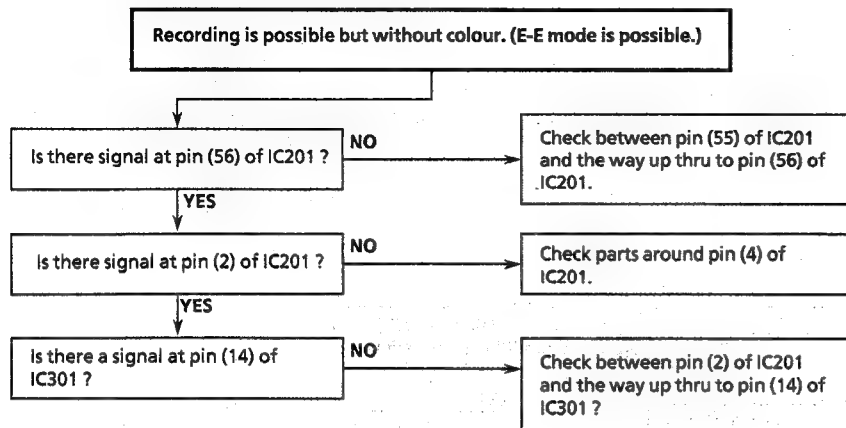 Recording is possible but without colour. (E-E mode is possible.)
Is there signal at pin (56) of IC201 ?
NO
Check between pin (55) of IC201
and the way up thru to pin (56) of
IC201.
YES
Is there signal at pin (2) of IC201 ?
NO
Check parts around pin (4) of
IC201.
YES
Is there a signal at pin (14) of
IC301 ?
NO
Check between pin (2) of IC201
and the way up thru to pin (14) of
IC301 ?